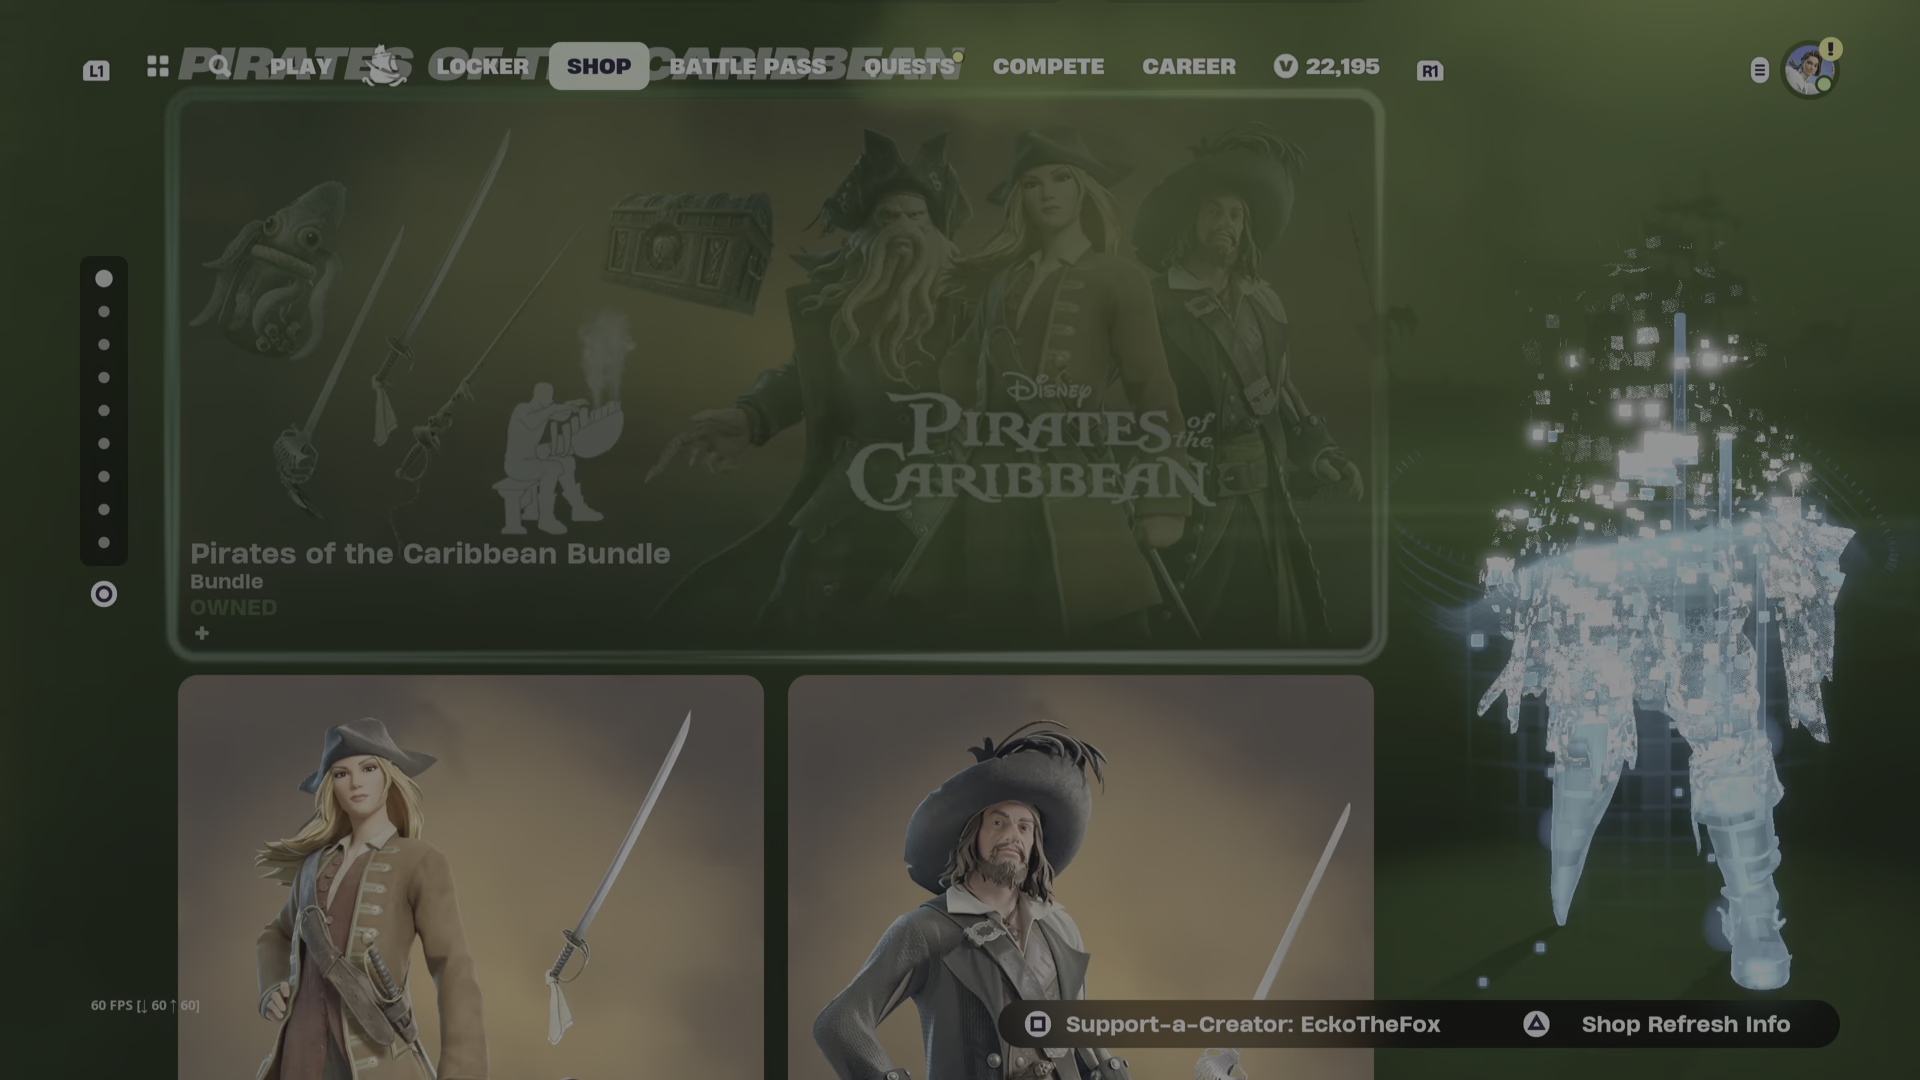 PIRATES OF THE CARIBBEAN
L1
PLAY
LOCKER
SHOP
BATTLE PASS
QUESTS
COMPETE
CAREER
22,195
R1
!
Disney
PIRATES of the
CARIBBEAN
Pirates of the Caribbean Bundle
Bundle
OWNED
+
60 FPS [↓ 60 ↑ 60]
Support-a-Creator: EckoTheFox
Shop Refresh Info